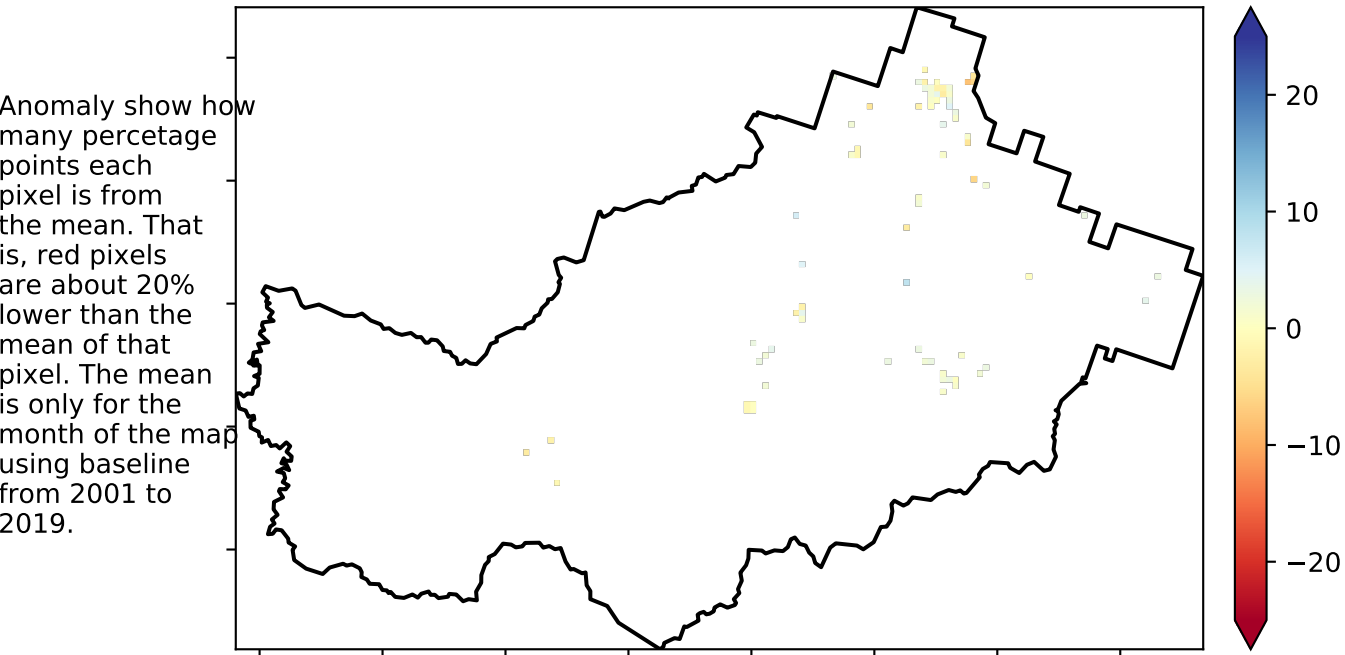 Anomaly show how
many percetage
points each
pixel is from
the mean. That
is, red pixels
are about 20%
lower than the
mean of that
pixel. The mean
is only for the
month of the map
using baseline
from 2001 to
2019.
20
10
0
−10
−20